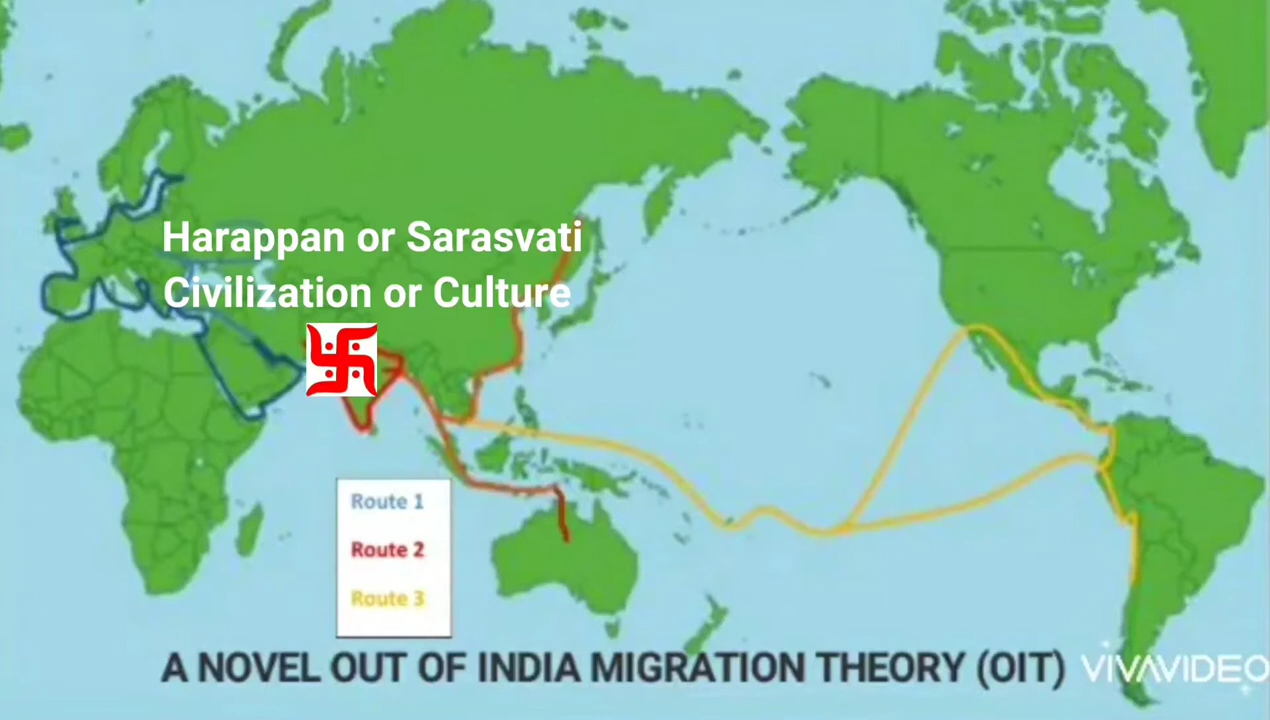 Harappan or Sarasvati
Civilization or Culture
Route 1
Route 2
Route 3
A NOVEL OUT OF INDIA MIGRATION THEORY (OIT)
VIVAVIDEO